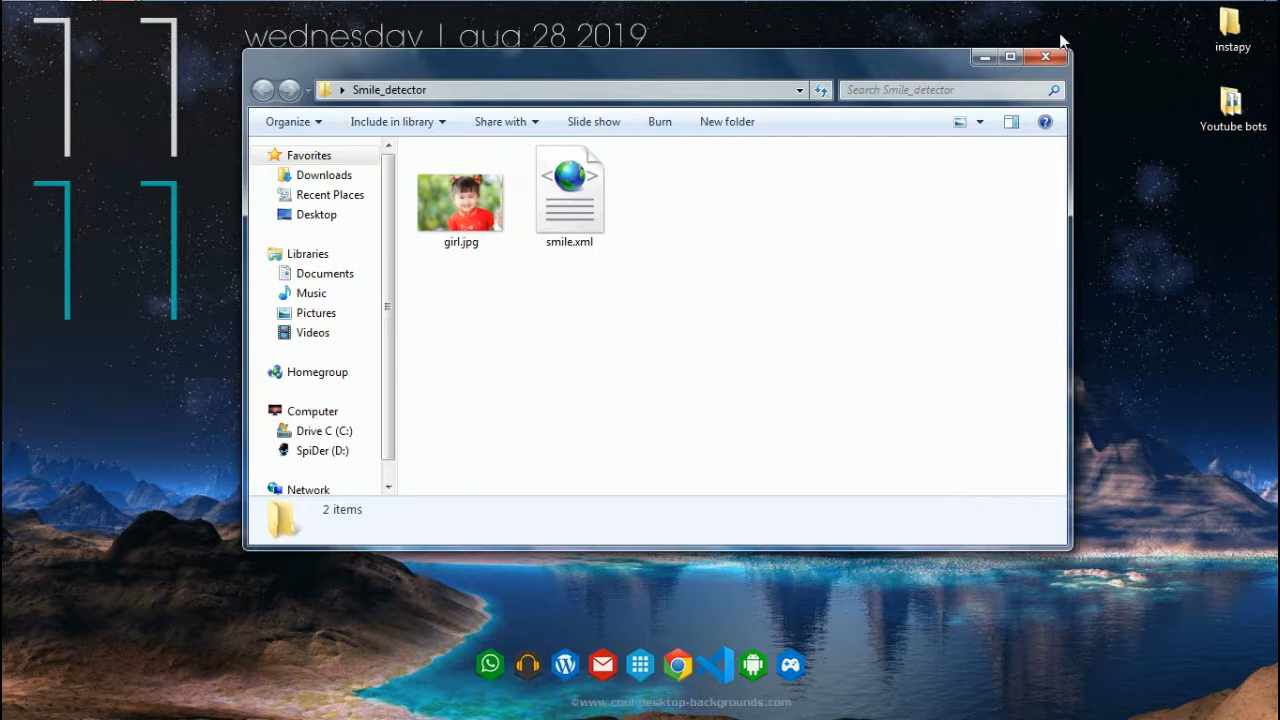 wednesday | aug 28 2019
11
11
instapy
Youtube bots
Smile_detector
Search Smile_detector
Organize
Include in library
Share with
Slide show
Burn
New folder
Favorites
Downloads
Recent Places
Desktop
Libraries
Documents
Music
Pictures
Videos
Homegroup
Computer
Drive C (C:)
SpiDer (D:)
Network
girl.jpg
smile.xml
2 items
©www.cool-desktop-backgrounds.com